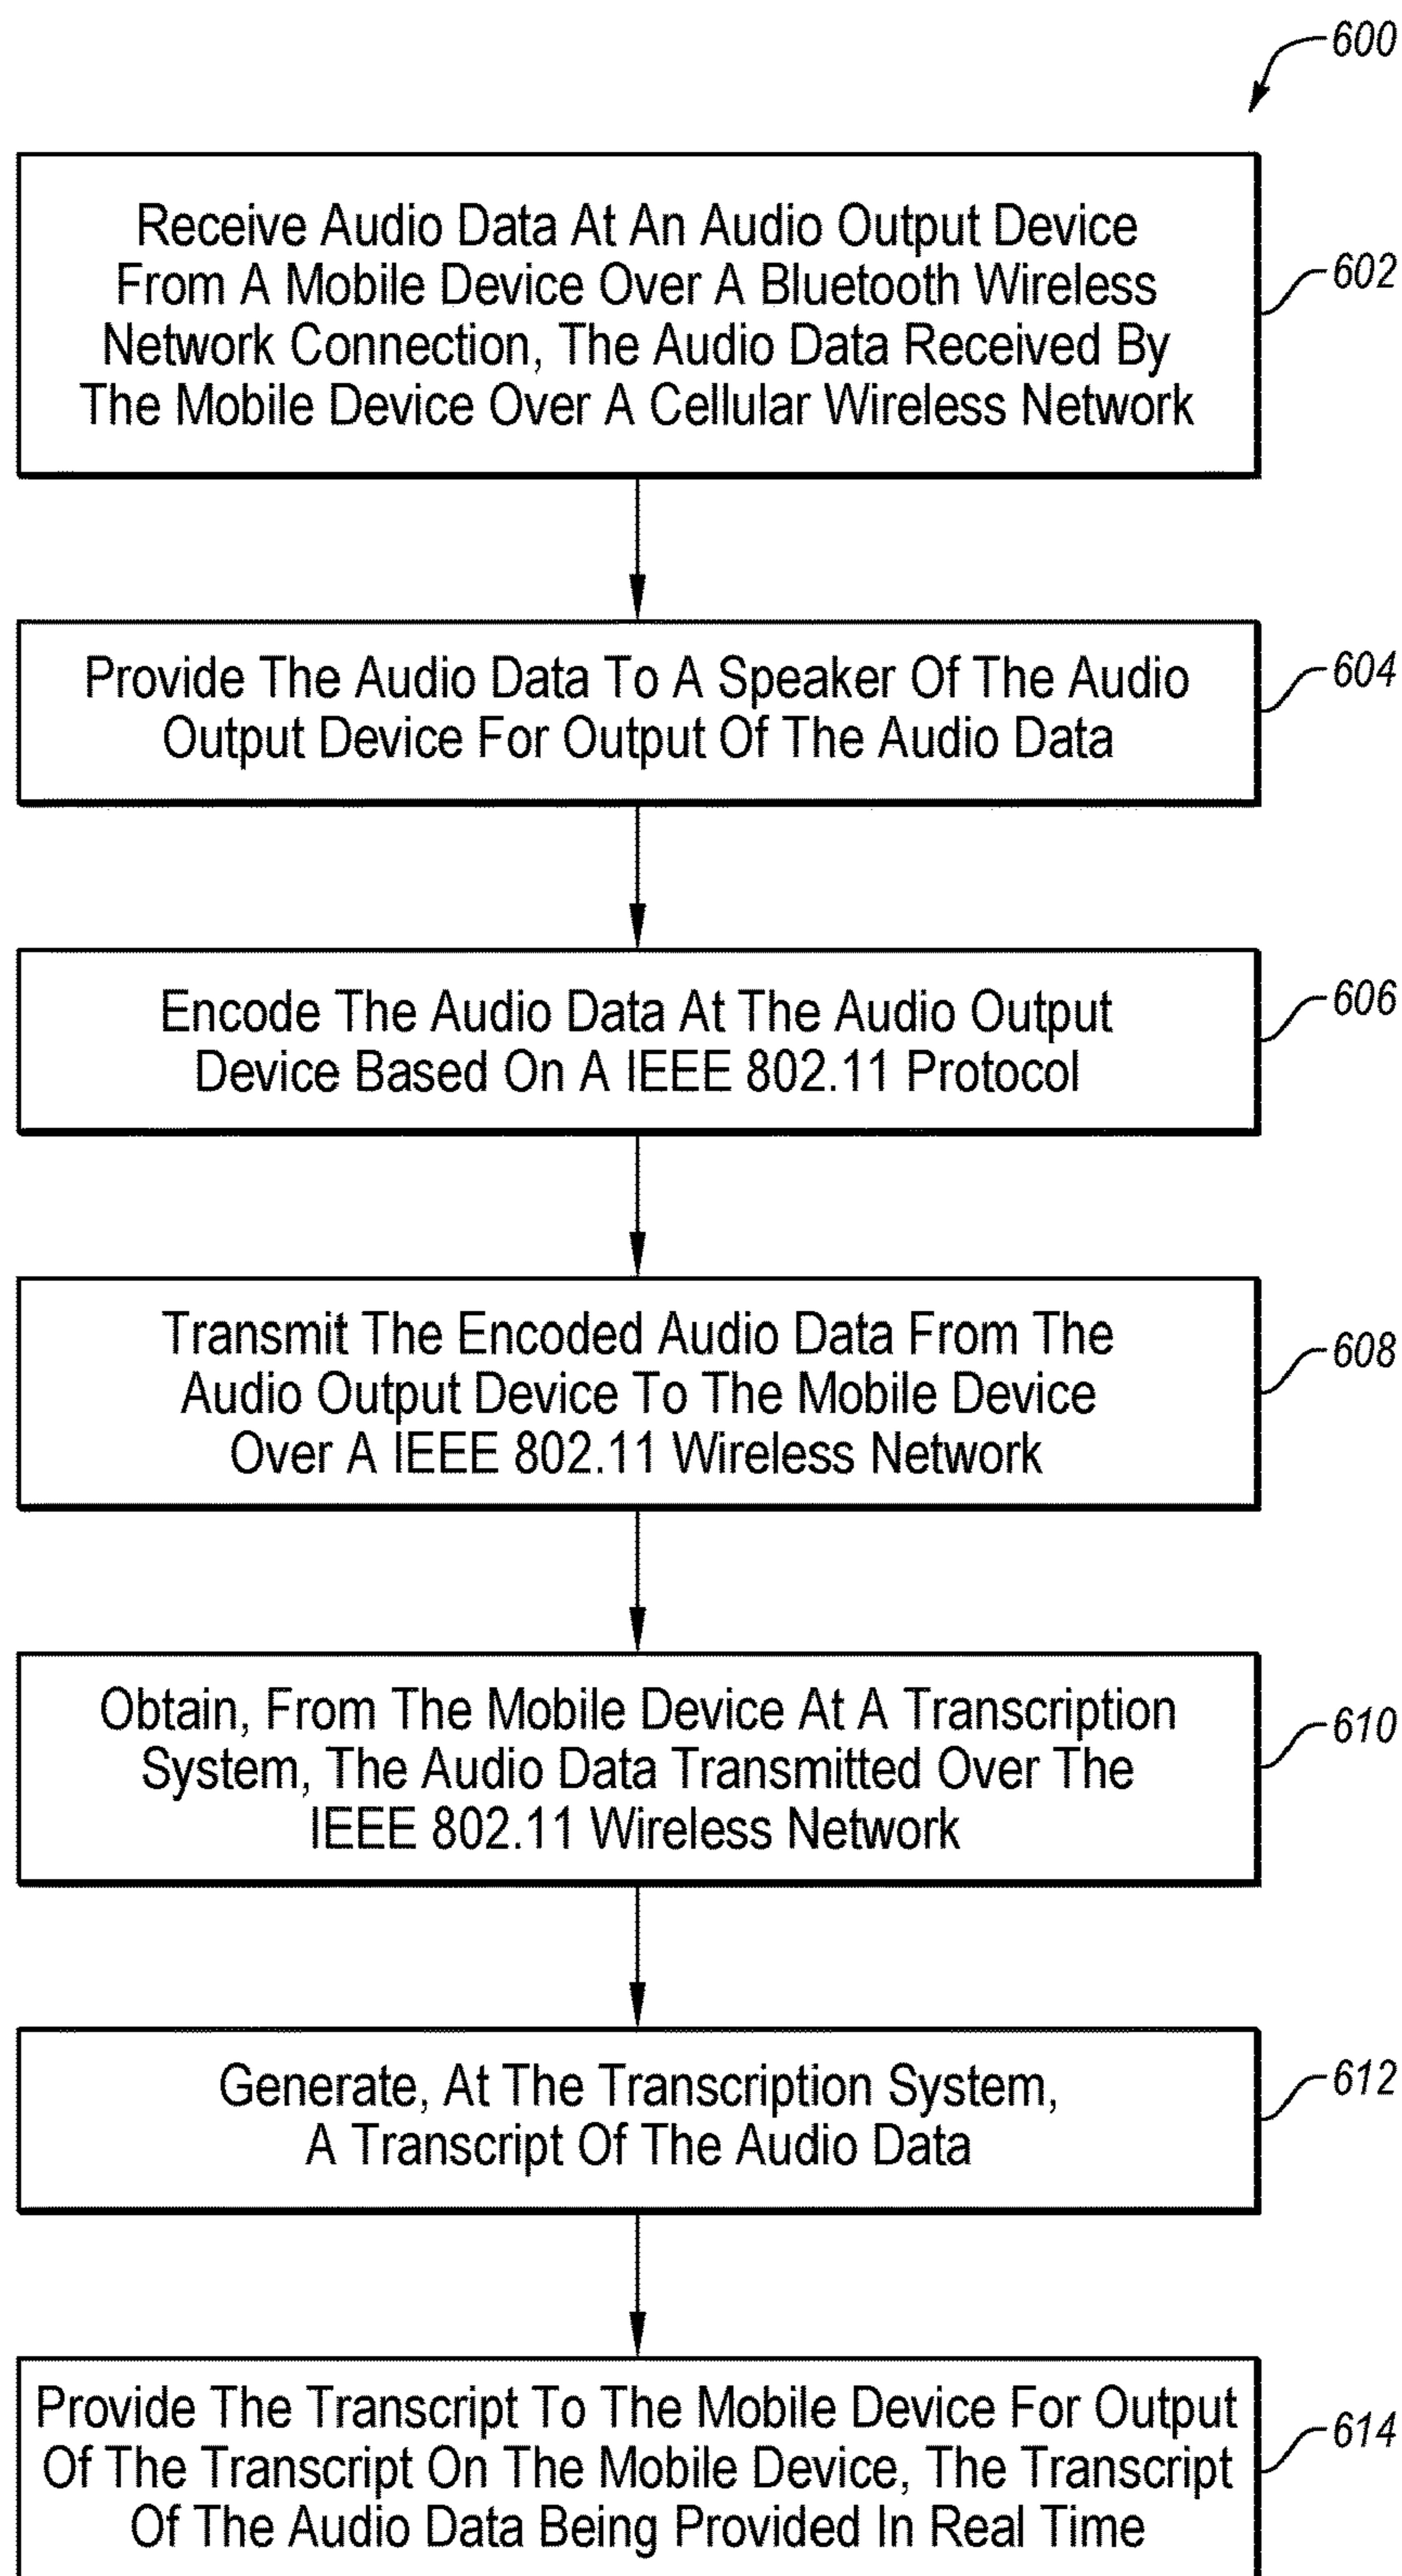 600
Receive Audio Data At An Audio Output Device
From A Mobile Device Over A Bluetooth Wireless
Network Connection, The Audio Data Received By
The Mobile Device Over A Cellular Wireless Network
602
Provide The Audio Data To A Speaker Of The Audio
Output Device For Output Of The Audio Data
604
Encode The Audio Data At The Audio Output
Device Based On A IEEE 802.11 Protocol
606
Transmit The Encoded Audio Data From The
Audio Output Device To The Mobile Device
Over A IEEE 802.11 Wireless Network
608
Obtain, From The Mobile Device At A Transcription
System, The Audio Data Transmitted Over The
IEEE 802.11 Wireless Network
610
Generate, At The Transcription System,
A Transcript Of The Audio Data
612
Provide The Transcript To The Mobile Device For Output
Of The Transcript On The Mobile Device, The Transcript
Of The Audio Data Being Provided In Real Time
614